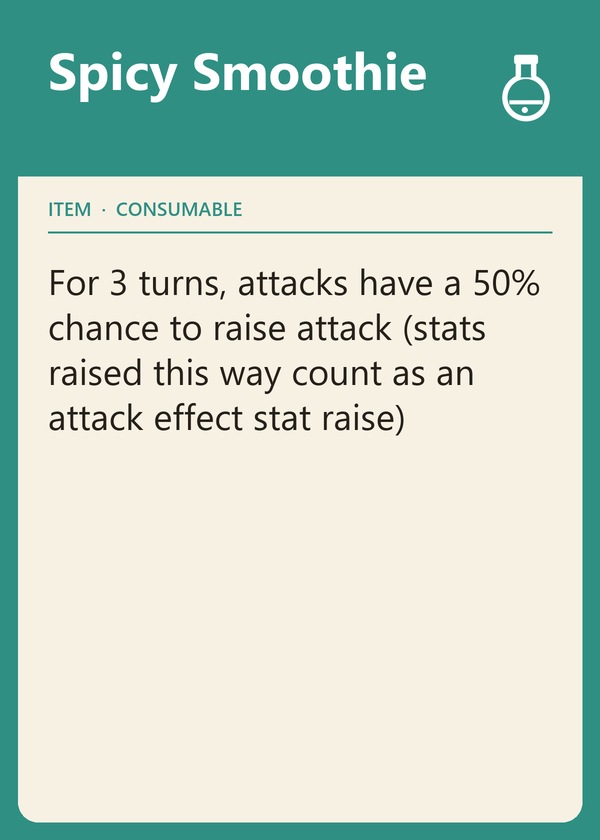 Spicy Smoothie
ITEM · CONSUMABLE
For 3 turns, attacks have a 50%
chance to raise attack (stats
raised this way count as an
attack effect stat raise)